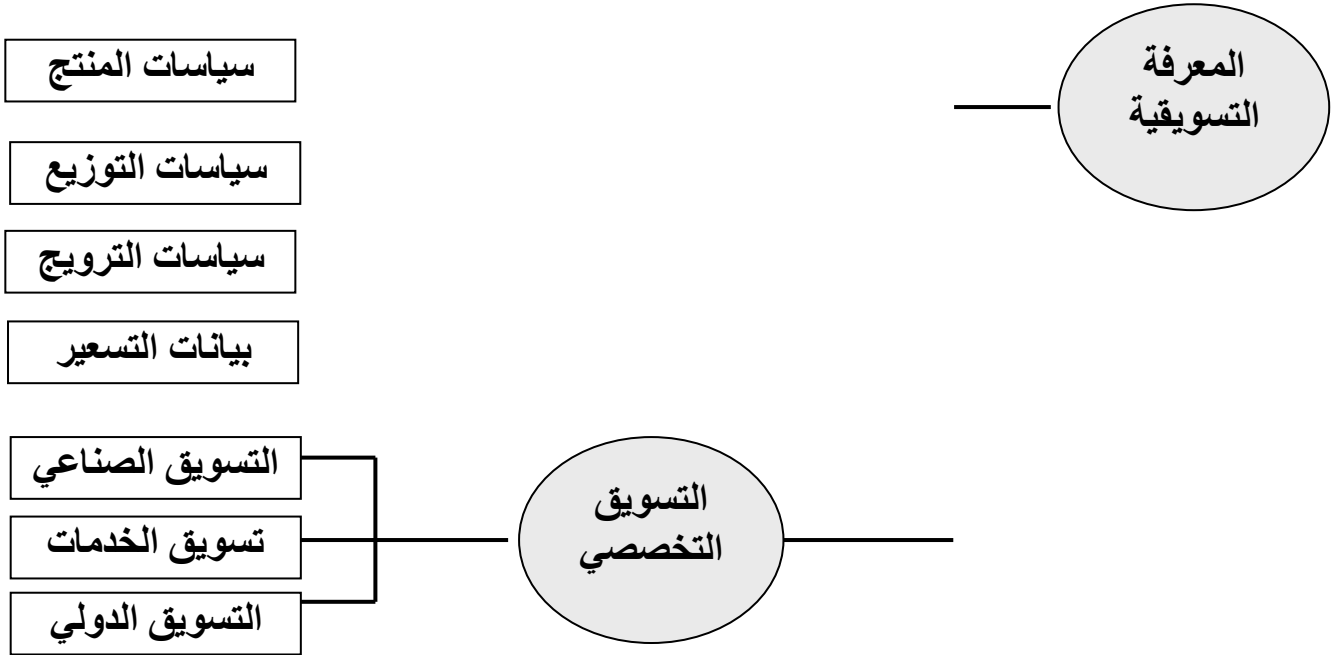 المعرفة
التسويقية
سياسات المنتج
سياسات التوزيع
سياسات الترويج
بيانات التسعير
التسويق
التخصصي
التسويق الصناعي
تسويق الخدمات
التسويق الدولي